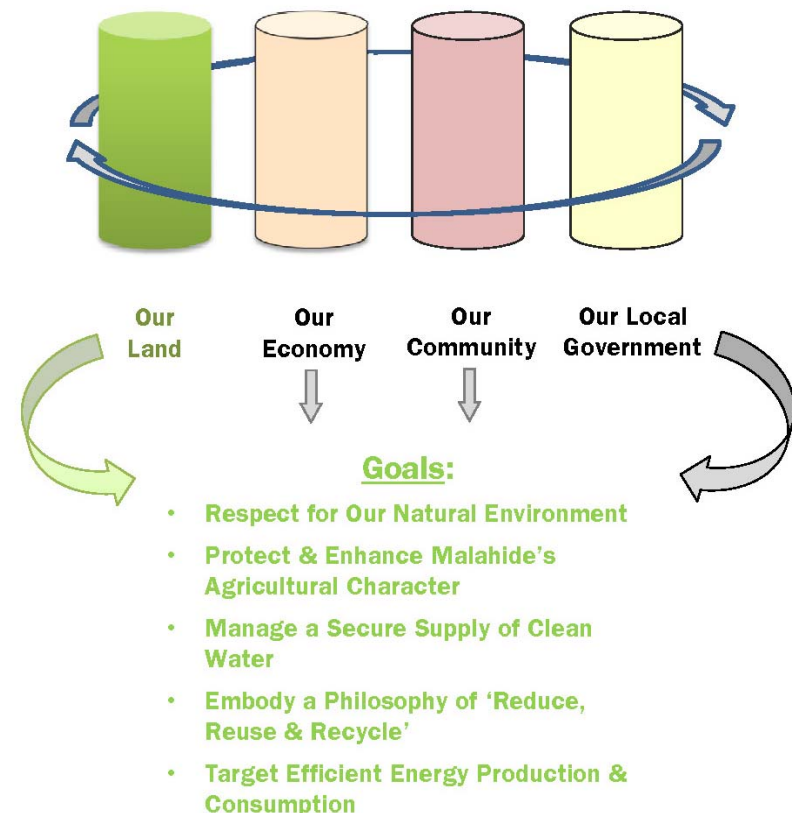 Our Land
Our Economy
Our Community
Our Local Government
Goals:
• Respect for Our Natural Environment
• Protect & Enhance Malahide's
Agricultural Character
• Manage a Secure Supply of Clean
Water
• Embody a Philosophy of ‘Reduce,
Reuse & Recycle’
• Target Efficient Energy Production &
Consumption